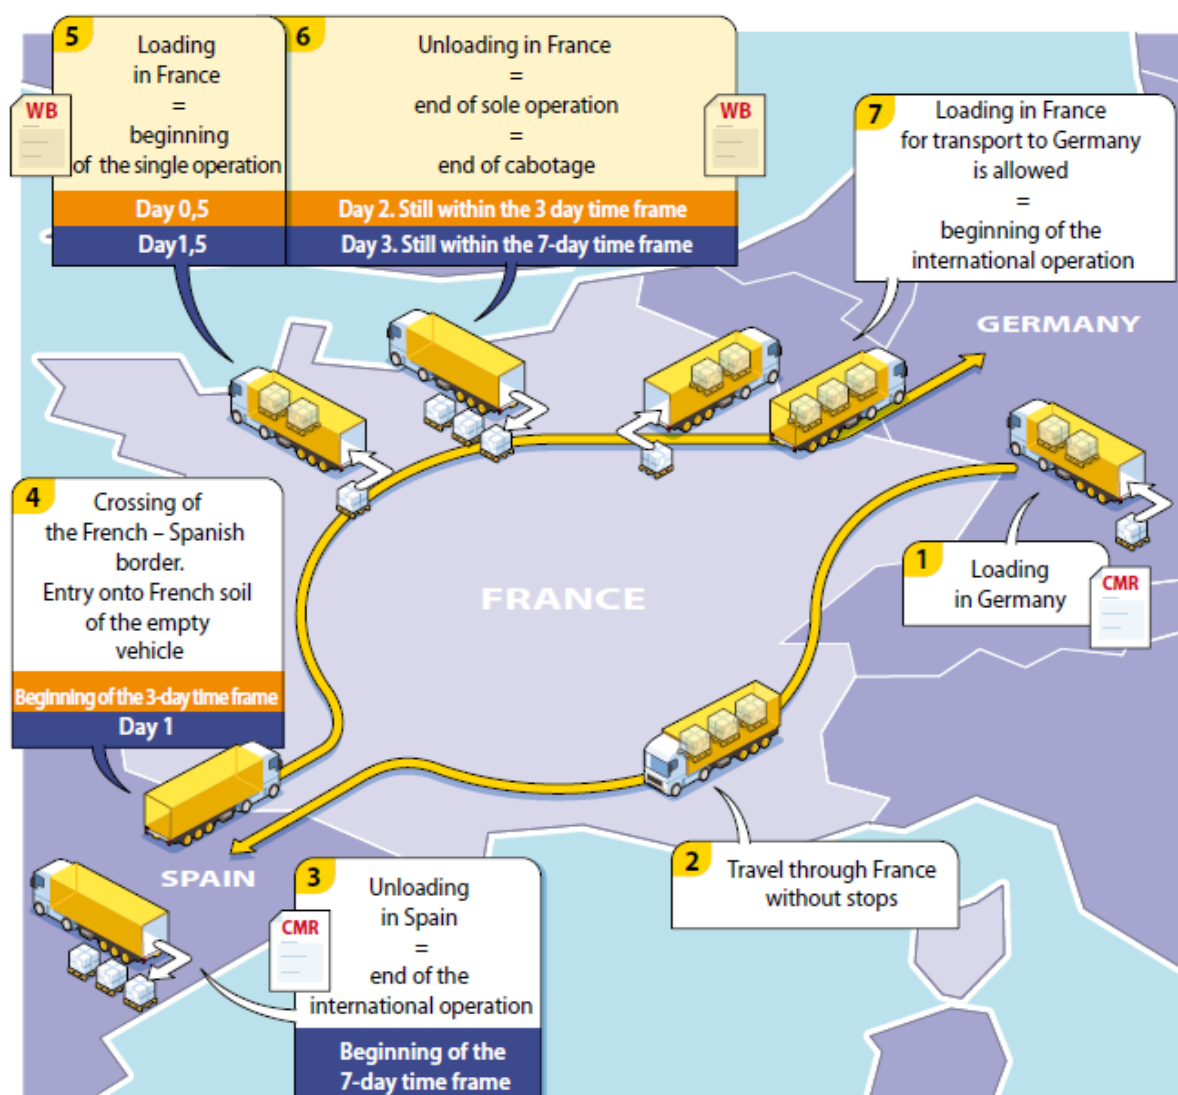 5
Loading
in France
=
beginning
of the single operation
WB
Day 0,5
Day1,5
6
Unloading in France
=
end of sole operation
=
end of cabotage
WB
Day 2. Still within the 3 day time frame
Day 3. Still within the 7-day time frame
7
Loading in France
for transport to Germany
is allowed
=
beginning of the
international operation
GERMANY
4
Crossing of
the French – Spanish
border.
Entry onto French soil
of the empty
vehicle
Beginning of the 3-day time frame
Day 1
FRANCE
1
Loading
in Germany
CMR
2
Travel through France
without stops
SPAIN
3
Unloading
in Spain
=
end of the
international operation
CMR
Beginning of the
7-day time frame